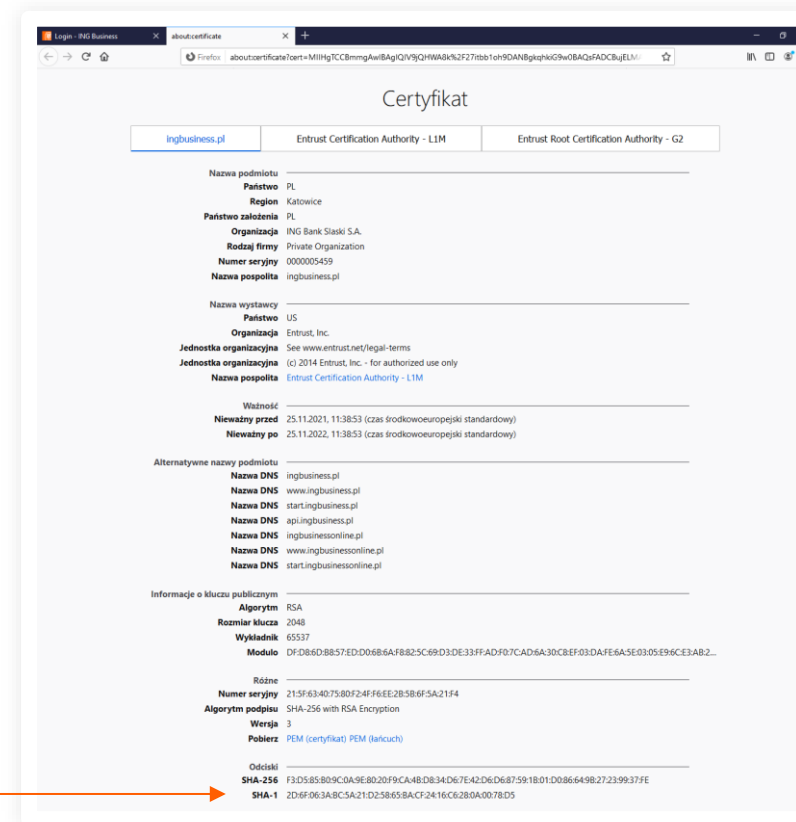 Login - ING Business
about:certificate
Firefox about:certificate?cert=MIIHgTCCBmmgAwIBAgIQIV9jQHWA8k%2F27itbb1oh9DANBgkqhkiG9w0BAQsFADCBujELMA
Certyfikat
ingbusiness.pl Entrust Certification Authority - L1M Entrust Root Certification Authority - G2
Nazwa podmiotu
Państwo PL
Region Katowice
Państwo założenia PL
Organizacja ING Bank Slaski S.A.
Rodzaj firmy Private Organization
Numer seryjny 0000005459
Nazwa pospolita ingbusiness.pl
Nazwa wystawcy
Państwo US
Organizacja Entrust, Inc.
Jednostka organizacyjna See www.entrust.net/legal-terms
Jednostka organizacyjna (c) 2014 Entrust, Inc. - for authorized use only
Nazwa pospolita Entrust Certification Authority - L1M
Ważność
Nieważny przed 25.11.2021, 11:38:53 (czas środkowoeuropejski standardowy)
Nieważny po 25.11.2022, 11:38:53 (czas środkowoeuropejski standardowy)
Alternatywne nazwy podmiotu
Nazwa DNS ingbusiness.pl
Nazwa DNS www.ingbusiness.pl
Nazwa DNS start.ingbusiness.pl
Nazwa DNS api.ingbusiness.pl
Nazwa DNS ingbusinessonline.pl
Nazwa DNS www.ingbusinessonline.pl
Nazwa DNS start.ingbusinessonline.pl
Informacje o kluczu publicznym
Algorytm RSA
Rozmiar klucza 2048
Wykładnik 65537
Modulo DF:D8:6D:B8:57:ED:D0:6B:6A:F8:82:5C:69:D3:DE:33:FF:AD:F0:7C:AD:6A:30:C8:EF:03:DA:FE:6A:5E:03:05:E9:6C:E3:AB:2...
Różne
Numer seryjny 21:5F:63:40:75:80:F2:4F:F6:EE:2B:5B:6F:5A:21:F4
Algorytm podpisu SHA-256 with RSA Encryption
Wersja 3
Pobierz PEM (certyfikat) PEM (łańcuch)
Odciski
SHA-256 F3:D5:85:B0:9C:0A:9E:80:20:F9:CA:4B:D8:34:D6:7E:42:D6:D6:87:59:1B:01:D0:86:64:9B:27:23:99:37:FE
SHA-1 2D:6F:06:3A:BC:5A:21:D2:58:65:BA:CF:24:16:C6:28:0A:00:78:D5